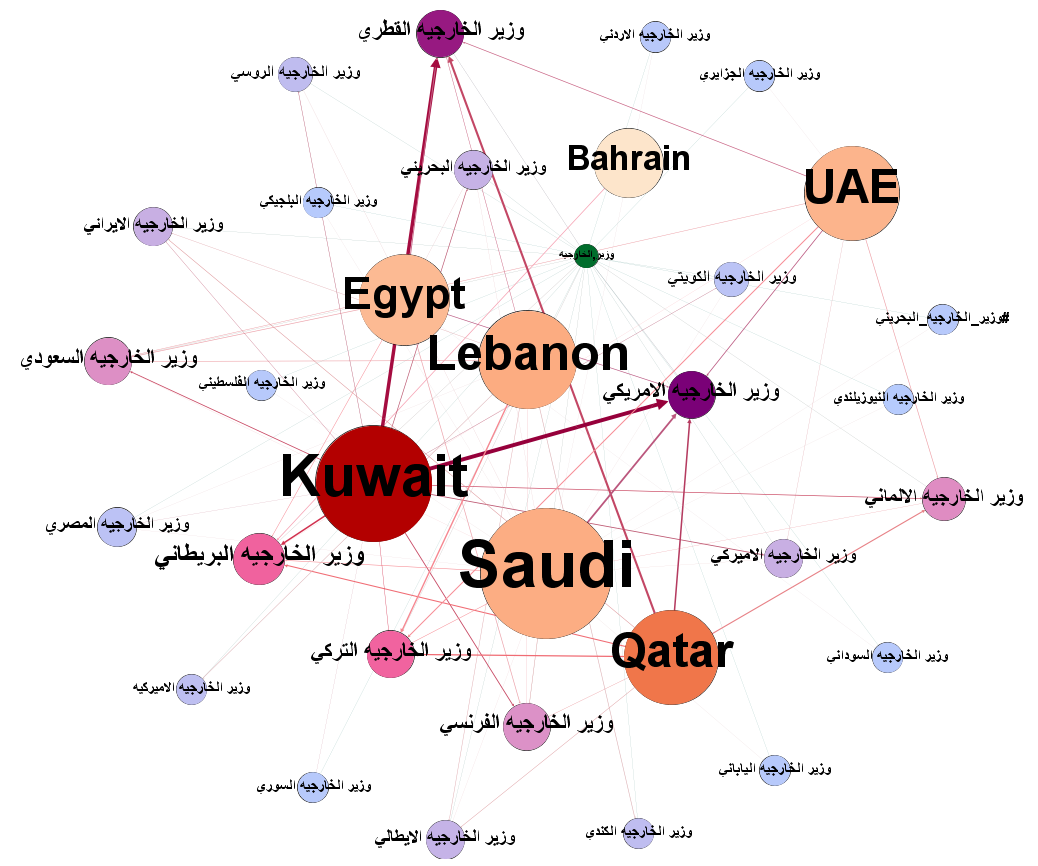 وزير الخارجيه القطري
وزير الخارجيه الاردني
وزير الخارجيه الروسي
وزير الخارجيه الجزايري
Bahrain
وزير الخارجيه البحريني
UAE
وزير الخارجيه البلجيكي
وزير الخارجيه الايراني
وزير_الخارجيه
وزير الخارجيه الكويتي
Egypt
#وزير_الخارجيه_البحريني
Lebanon
وزير الخارجيه السعودي
وزير الخارجيه الفلسطيني
وزير الخارجيه الامريكي
وزير الخارجيه النيوزيلندي
Kuwait
وزير الخارجيه الالماني
وزير الخارجيه المصري
وزير الخارجيه البريطاني
وزير الخارجيه الاميركي
Saudi
وزير الخارجيه التركي
Qatar
وزير الخارجيه السوداني
وزير الخارجيه الاميركيه
وزير الخارجيه الفرنسي
وزير الخارجيه الياباني
وزير الخارجيه السوري
وزير الخارجيه الايطالي
وزير الخارجيه الكندي